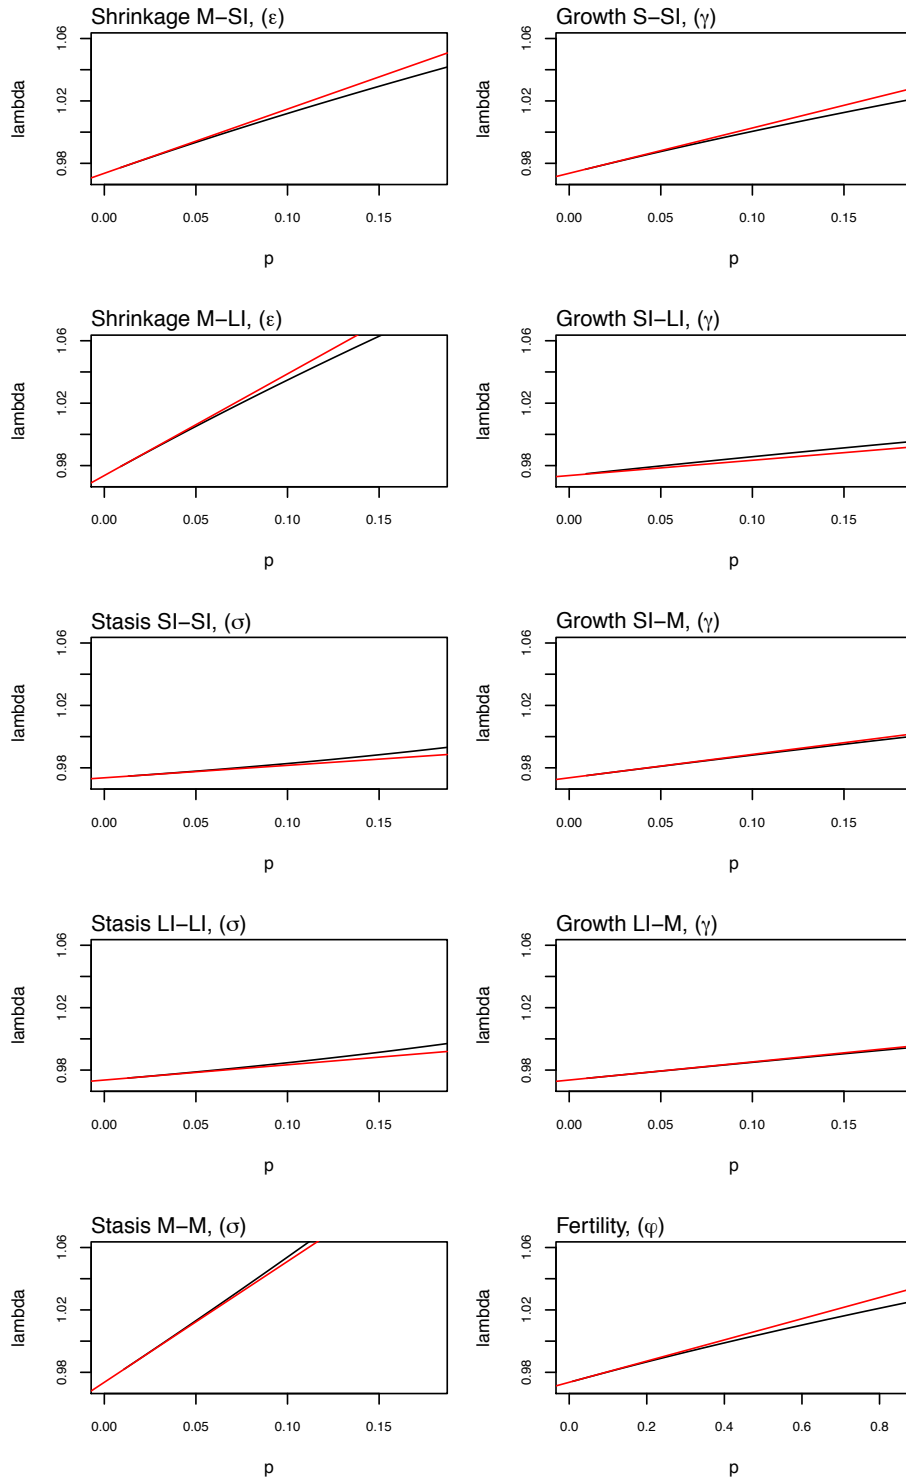 Shrinkage M−SI, (ε)
lambda
0.98 1.02 1.06
0.00 0.05 0.10 0.15
p
Growth S−SI, (γ)
lambda
0.98 1.02 1.06
0.00 0.05 0.10 0.15
p
Shrinkage M−LI, (ε)
lambda
0.98 1.02 1.06
0.00 0.05 0.10 0.15
p
Growth SI−LI, (γ)
lambda
0.98 1.02 1.06
0.00 0.05 0.10 0.15
p
Stasis SI−SI, (σ)
lambda
0.98 1.02 1.06
0.00 0.05 0.10 0.15
p
Growth SI−M, (γ)
lambda
0.98 1.02 1.06
0.00 0.05 0.10 0.15
p
Stasis LI−LI, (σ)
lambda
0.98 1.02 1.06
0.00 0.05 0.10 0.15
p
Growth LI−M, (γ)
lambda
0.98 1.02 1.06
0.00 0.05 0.10 0.15
p
Stasis M−M, (σ)
lambda
0.98 1.02 1.06
0.00 0.05 0.10 0.15
p
Fertility, (φ)
lambda
0.98 1.02 1.06
0.0 0.2 0.4 0.6 0.8
p